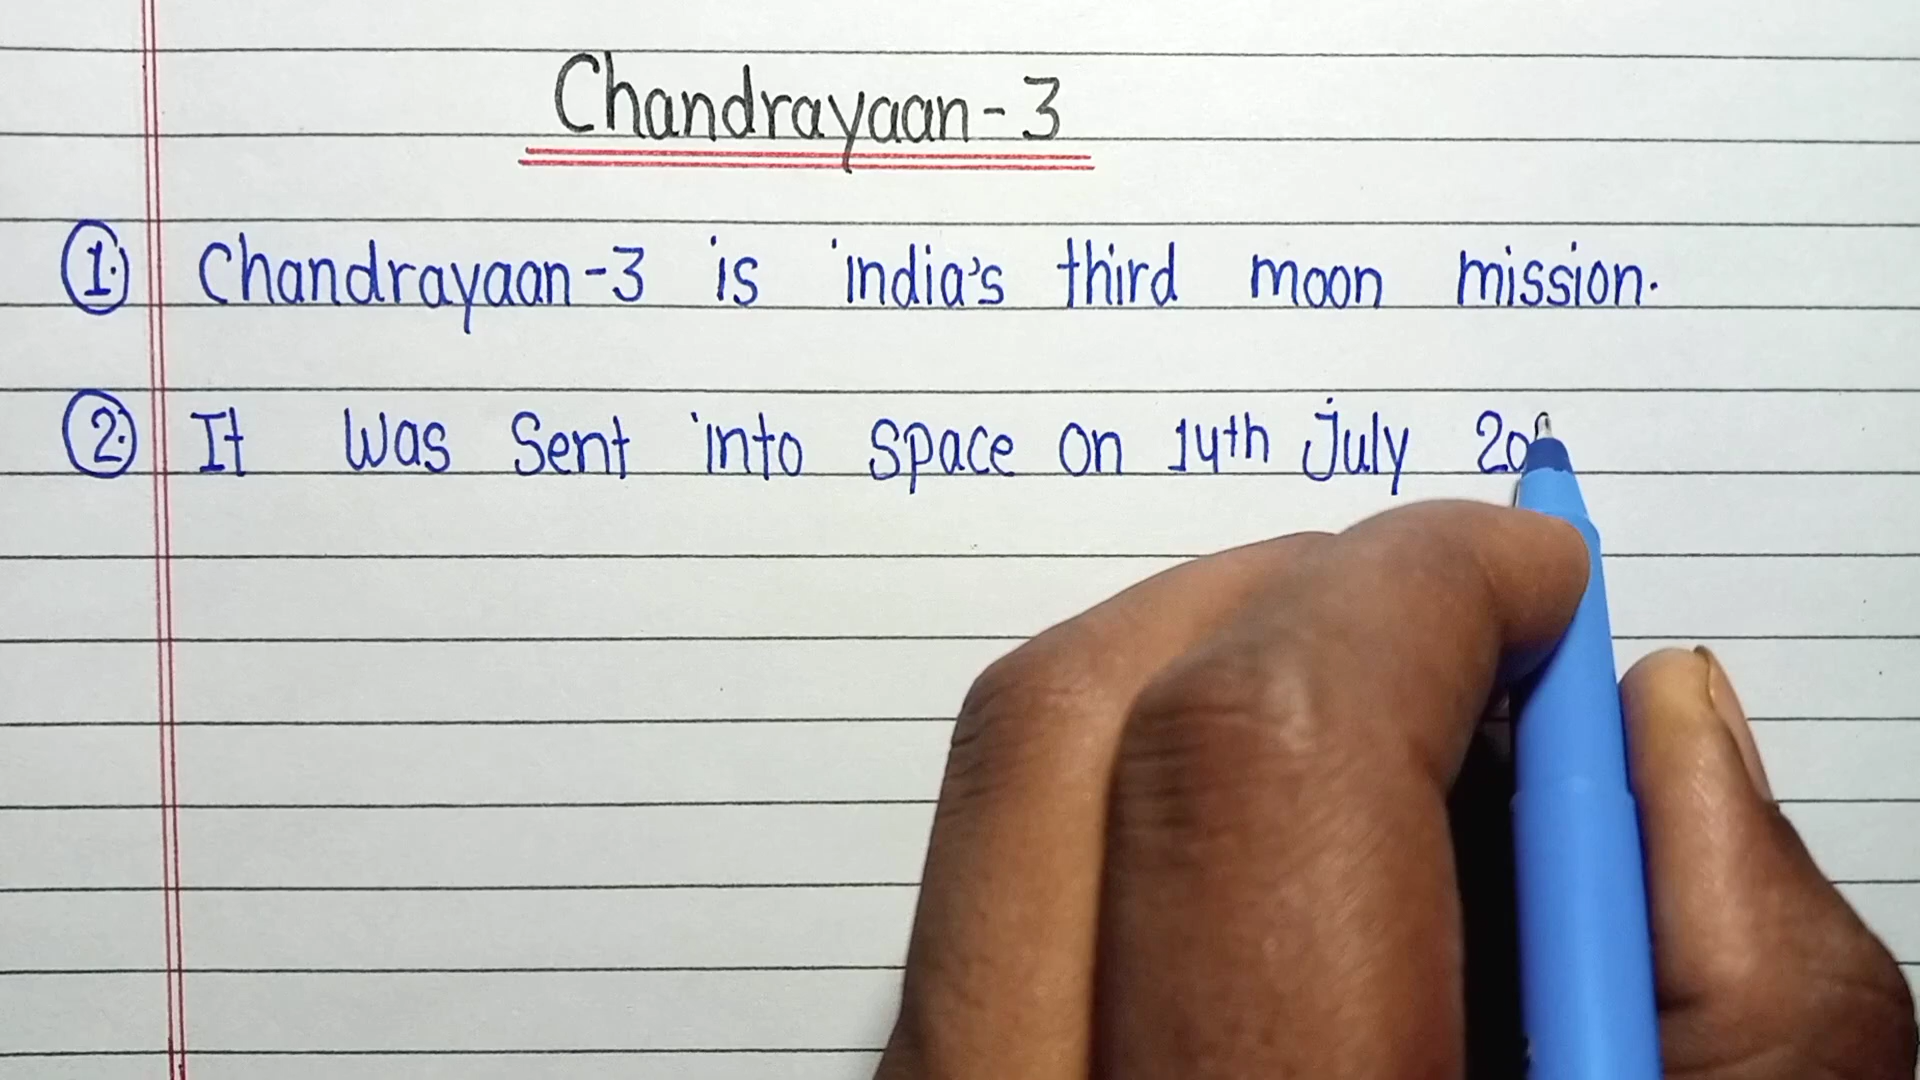 Chandrayaan-3
1. Chandrayaan-3 is india's third moon mission.
2. It Was Sent into space on 14th July